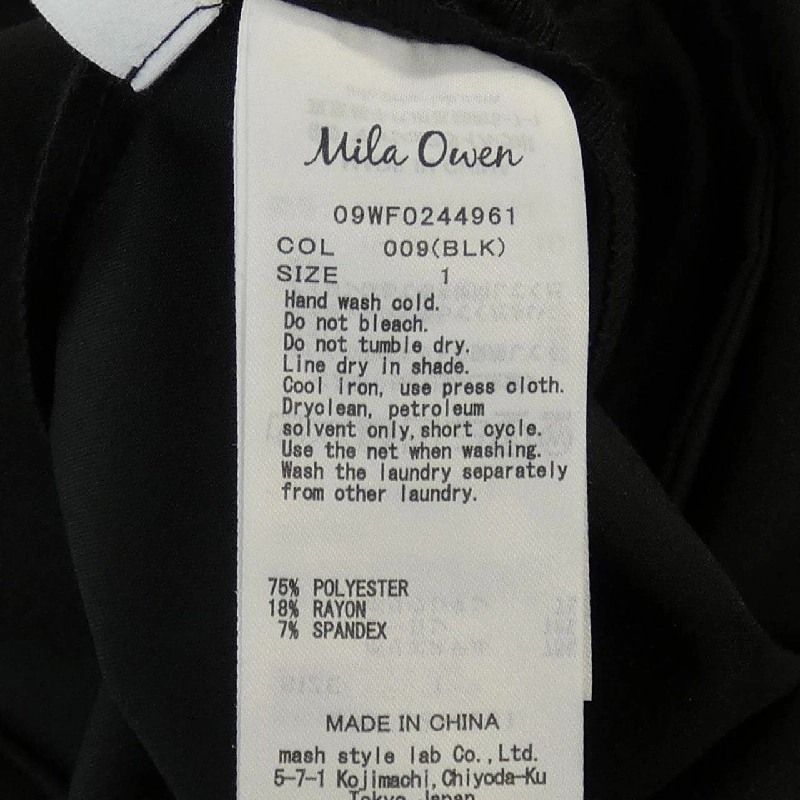 Mila Owen
09WF0244961
COL 009(BLK)
SIZE 1
Hand wash cold.
Do not bleach.
Do not tumble dry.
Line dry in shade.
Cool iron, use press cloth.
Dryclean, petroleum
solvent only, short cycle.
Use the net when washing.
Wash the laundry separately
from other laundry.
75% POLYESTER
18% RAYON
7% SPANDEX
MADE IN CHINA
mash style lab Co.,Ltd.
5-7-1 Kojimachi,Chiyoda-Ku
Tokyo Japan